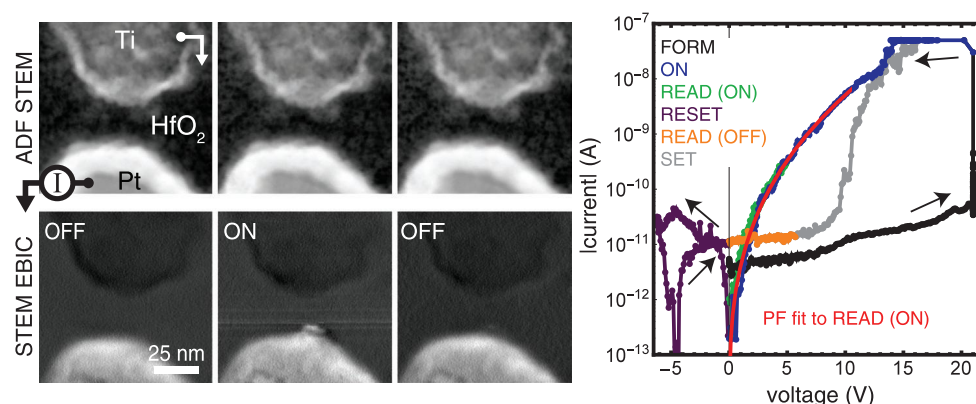 ADF STEM
Ti
HfO₂
I
Pt
STEM EBIC
OFF
ON
OFF
25 nm
|current| (A)
10⁻⁷
10⁻⁸
10⁻⁹
10⁻¹⁰
10⁻¹¹
10⁻¹²
10⁻¹³
FORM
ON
READ (ON)
RESET
READ (OFF)
SET
PF fit to READ (ON)
−5 0 5 10 15 20
voltage (V)